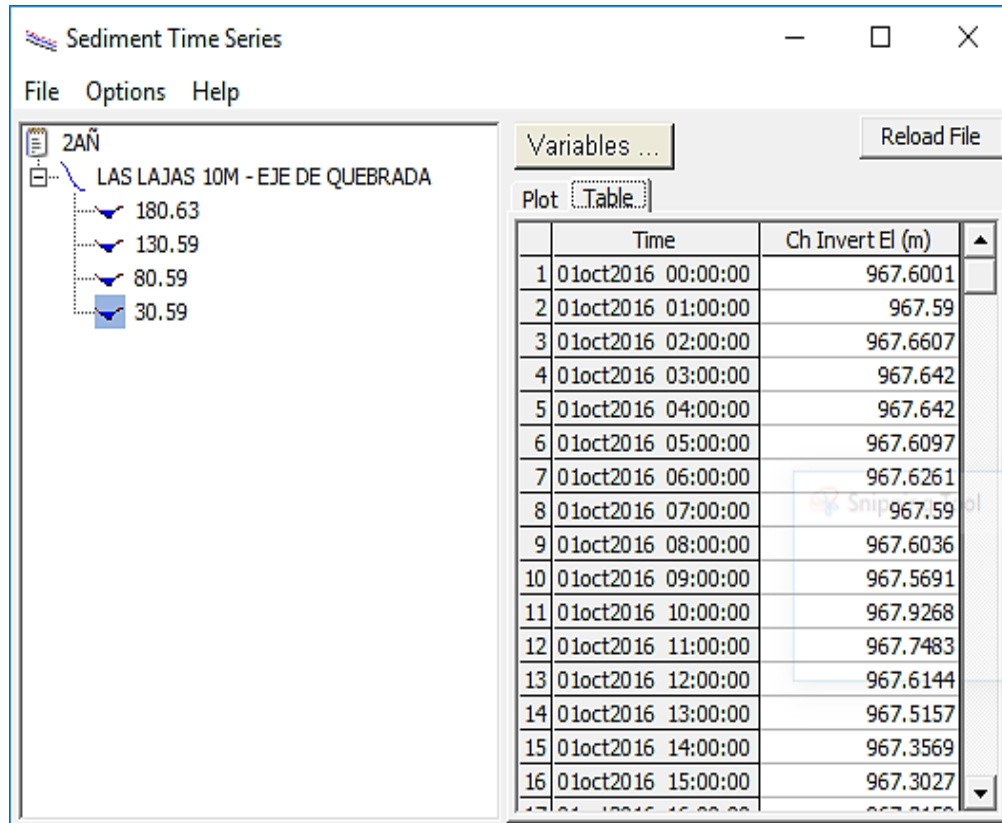 Sediment Time Series
File Options Help
2AÑ
LAS LAJAS 10M - EJE DE QUEBRADA
180.63
130.59
80.59
30.59
Variables ...
Reload File
Plot Table
Time Ch Invert El (m)
1 01oct2016 00:00:00 967.6001
2 01oct2016 01:00:00 967.59
3 01oct2016 02:00:00 967.6607
4 01oct2016 03:00:00 967.642
5 01oct2016 04:00:00 967.642
6 01oct2016 05:00:00 967.6097
7 01oct2016 06:00:00 967.6261
8 01oct2016 07:00:00 967.59
Snipping Tool
9 01oct2016 08:00:00 967.6036
10 01oct2016 09:00:00 967.5691
11 01oct2016 10:00:00 967.9268
12 01oct2016 11:00:00 967.7483
13 01oct2016 12:00:00 967.6144
14 01oct2016 13:00:00 967.5157
15 01oct2016 14:00:00 967.3569
16 01oct2016 15:00:00 967.3027